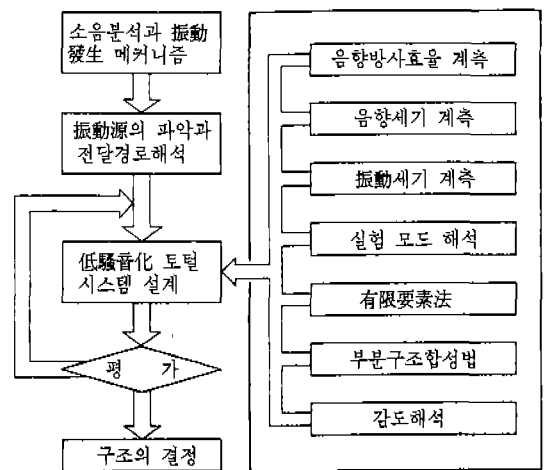 소음분석과 振動
發生 메커니즘
振動源의 파악과
전달경로해석
低騷音化 토털
시스템 설계
평 가
구조의 결정
음향방사효율 계측
음향세기 계측
振動세기 계측
실험 모드 해석
有限要素法
부분구조합성법
감도해석